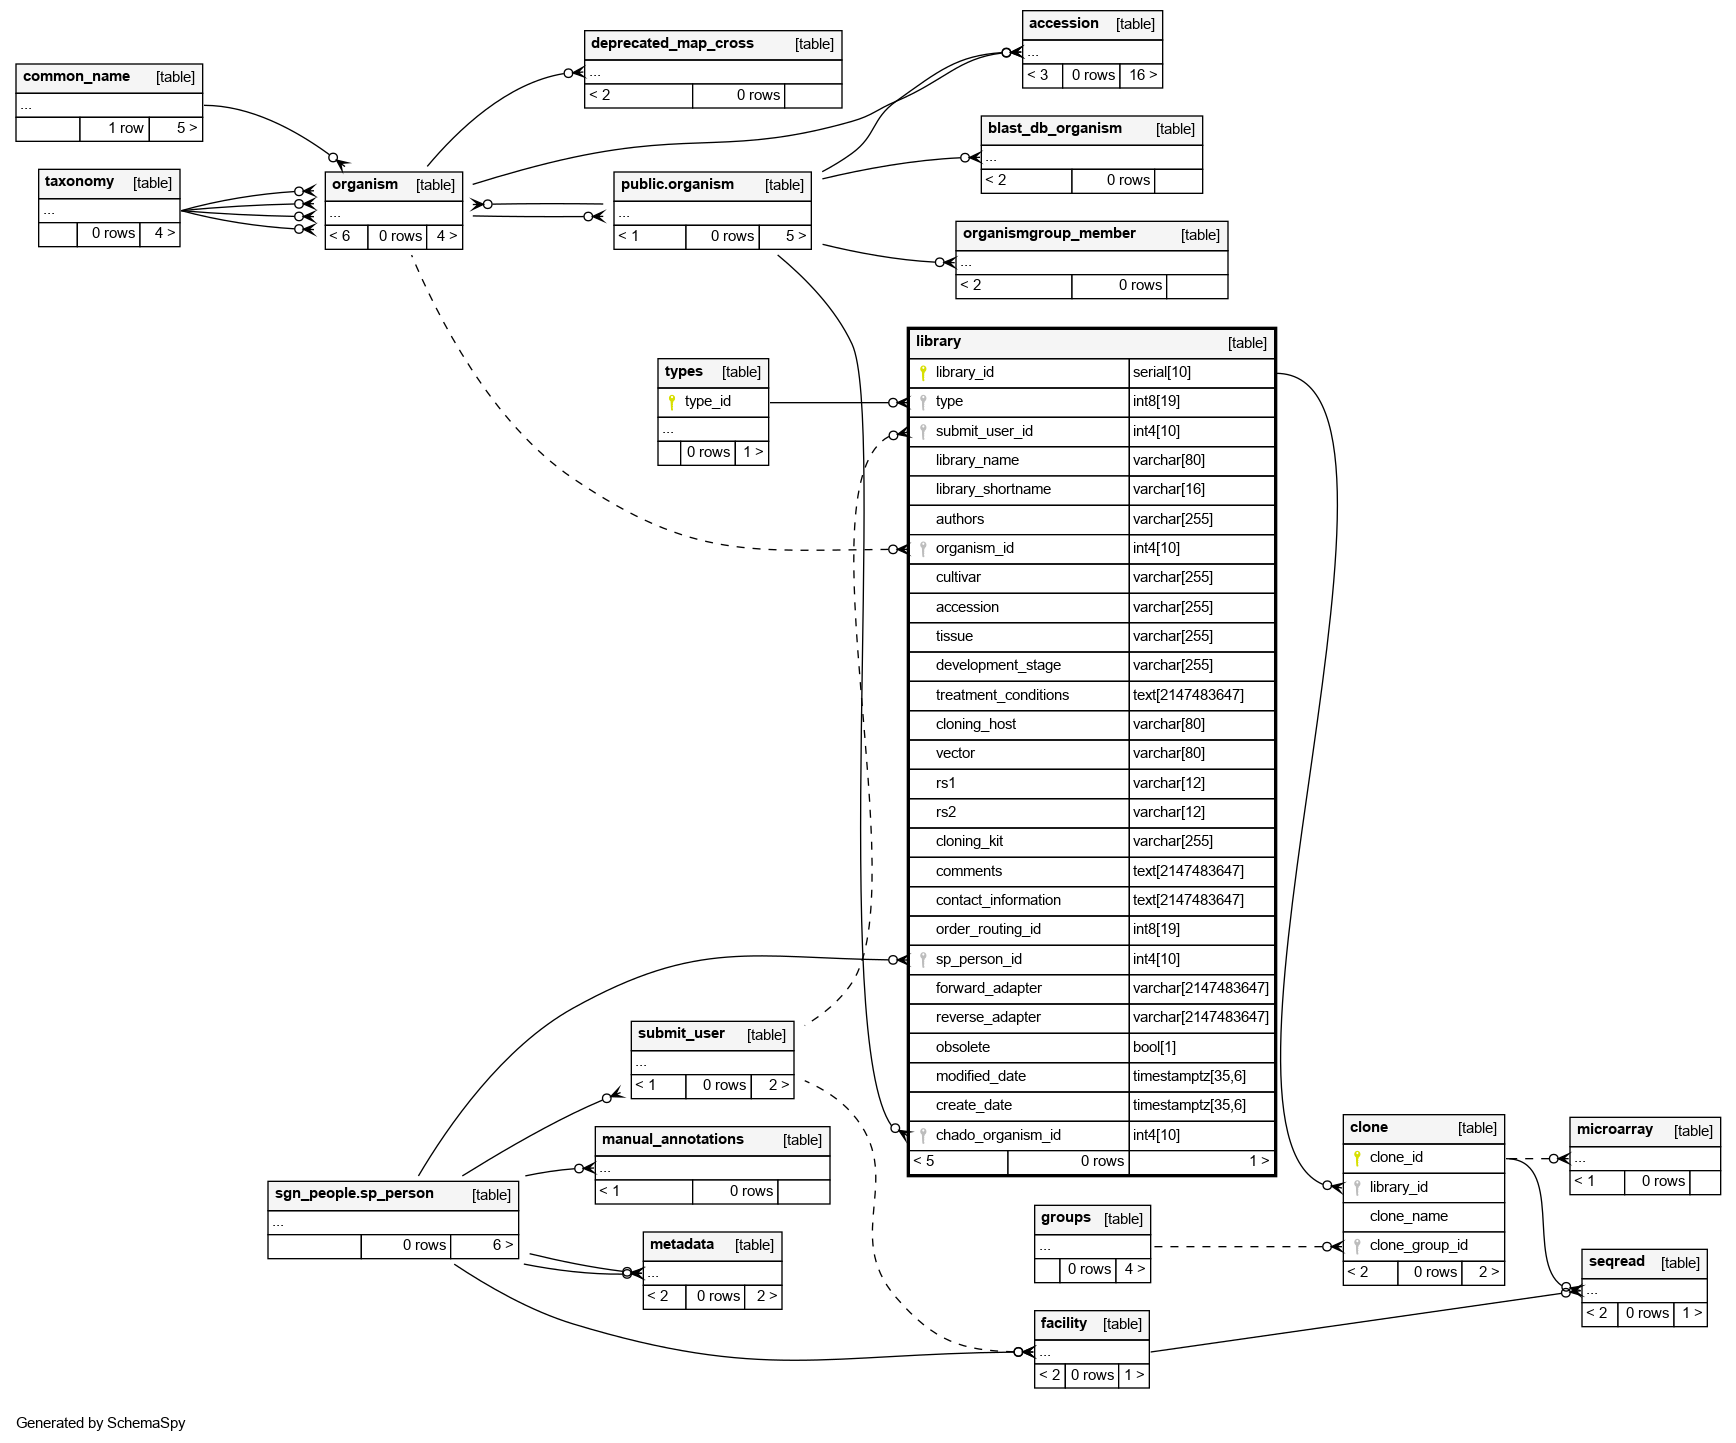 common_name [table]
...
1 row 5 >
taxonomy [table]
...
0 rows 4 >
organism [table]
...
< 6 0 rows 4 >
deprecated_map_cross [table]
...
< 2 0 rows
public.organism [table]
...
< 1 0 rows 5 >
accession [table]
...
< 3 0 rows 16 >
blast_db_organism [table]
...
< 2 0 rows
organismgroup_member [table]
...
< 2 0 rows
types [table]
type_id
...
0 rows 1 >
library [table]
library_id serial[10]
type int8[19]
submit_user_id int4[10]
library_name varchar[80]
library_shortname varchar[16]
authors varchar[255]
organism_id int4[10]
cultivar varchar[255]
accession varchar[255]
tissue varchar[255]
development_stage varchar[255]
treatment_conditions text[2147483647]
cloning_host varchar[80]
vector varchar[80]
rs1 varchar[12]
rs2 varchar[12]
cloning_kit varchar[255]
comments text[2147483647]
contact_information text[2147483647]
order_routing_id int8[19]
sp_person_id int4[10]
forward_adapter varchar[2147483647]
reverse_adapter varchar[2147483647]
obsolete bool[1]
modified_date timestamptz[35,6]
create_date timestamptz[35,6]
chado_organism_id int4[10]
< 5 0 rows 1 >
submit_user [table]
...
< 1 0 rows 2 >
manual_annotations [table]
...
< 1 0 rows
sgn_people.sp_person [table]
...
0 rows 6 >
metadata [table]
...
< 2 0 rows 2 >
groups [table]
...
0 rows 4 >
facility [table]
...
< 2 0 rows 1 >
clone [table]
clone_id
library_id
clone_name
clone_group_id
< 2 0 rows 2 >
microarray [table]
...
< 1 0 rows
seqread [table]
...
< 2 0 rows 1 >
Generated by SchemaSpy